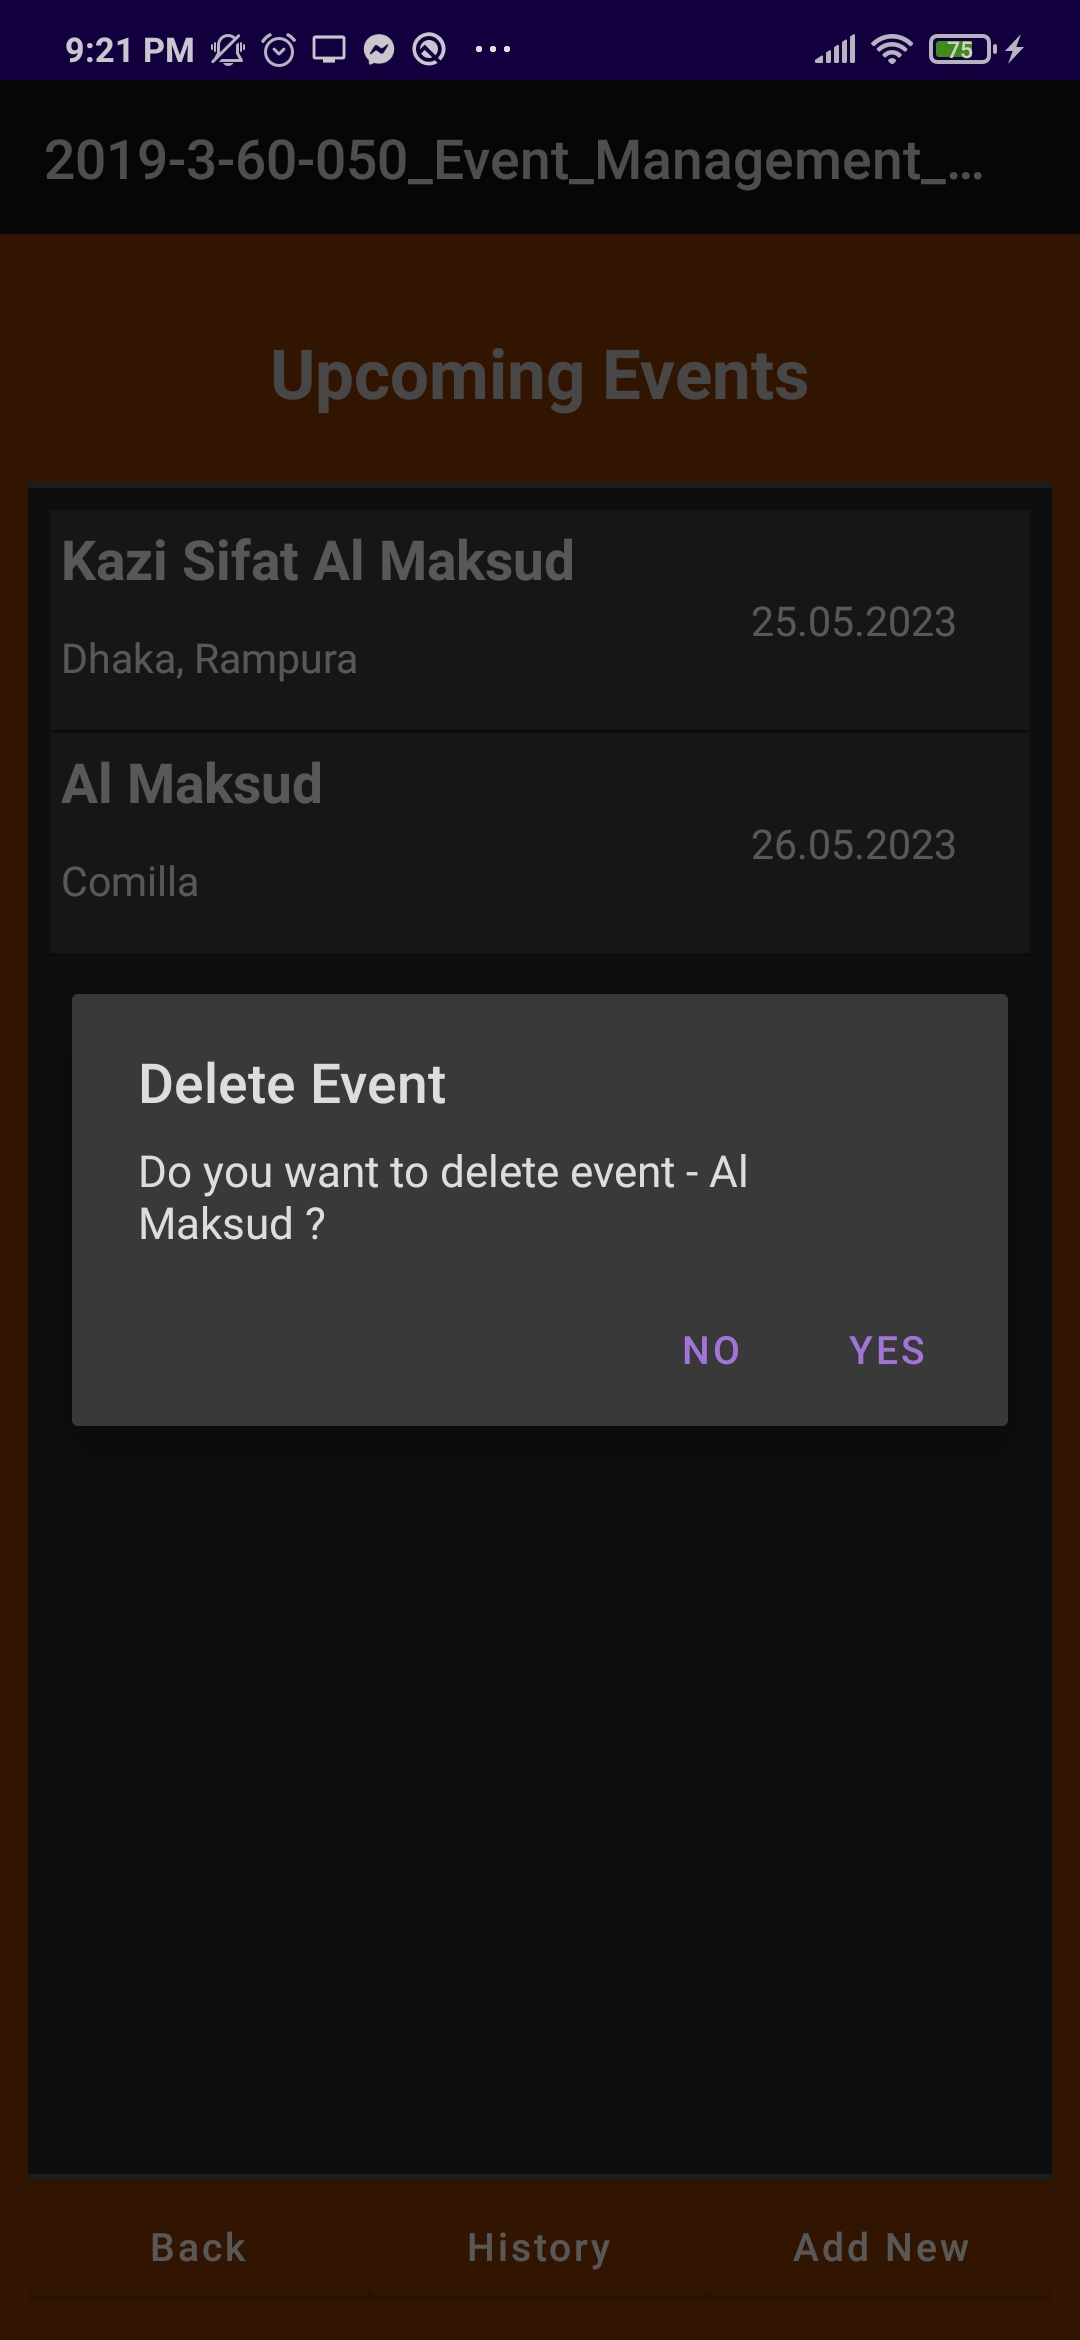 9:21 PM
75
2019-3-60-050_Event_Management_...
Upcoming Events
Kazi Sifat Al Maksud
25.05.2023
Dhaka, Rampura
Al Maksud
26.05.2023
Comilla
Delete Event
Do you want to delete event - Al
Maksud ?
NO YES
Back History Add New